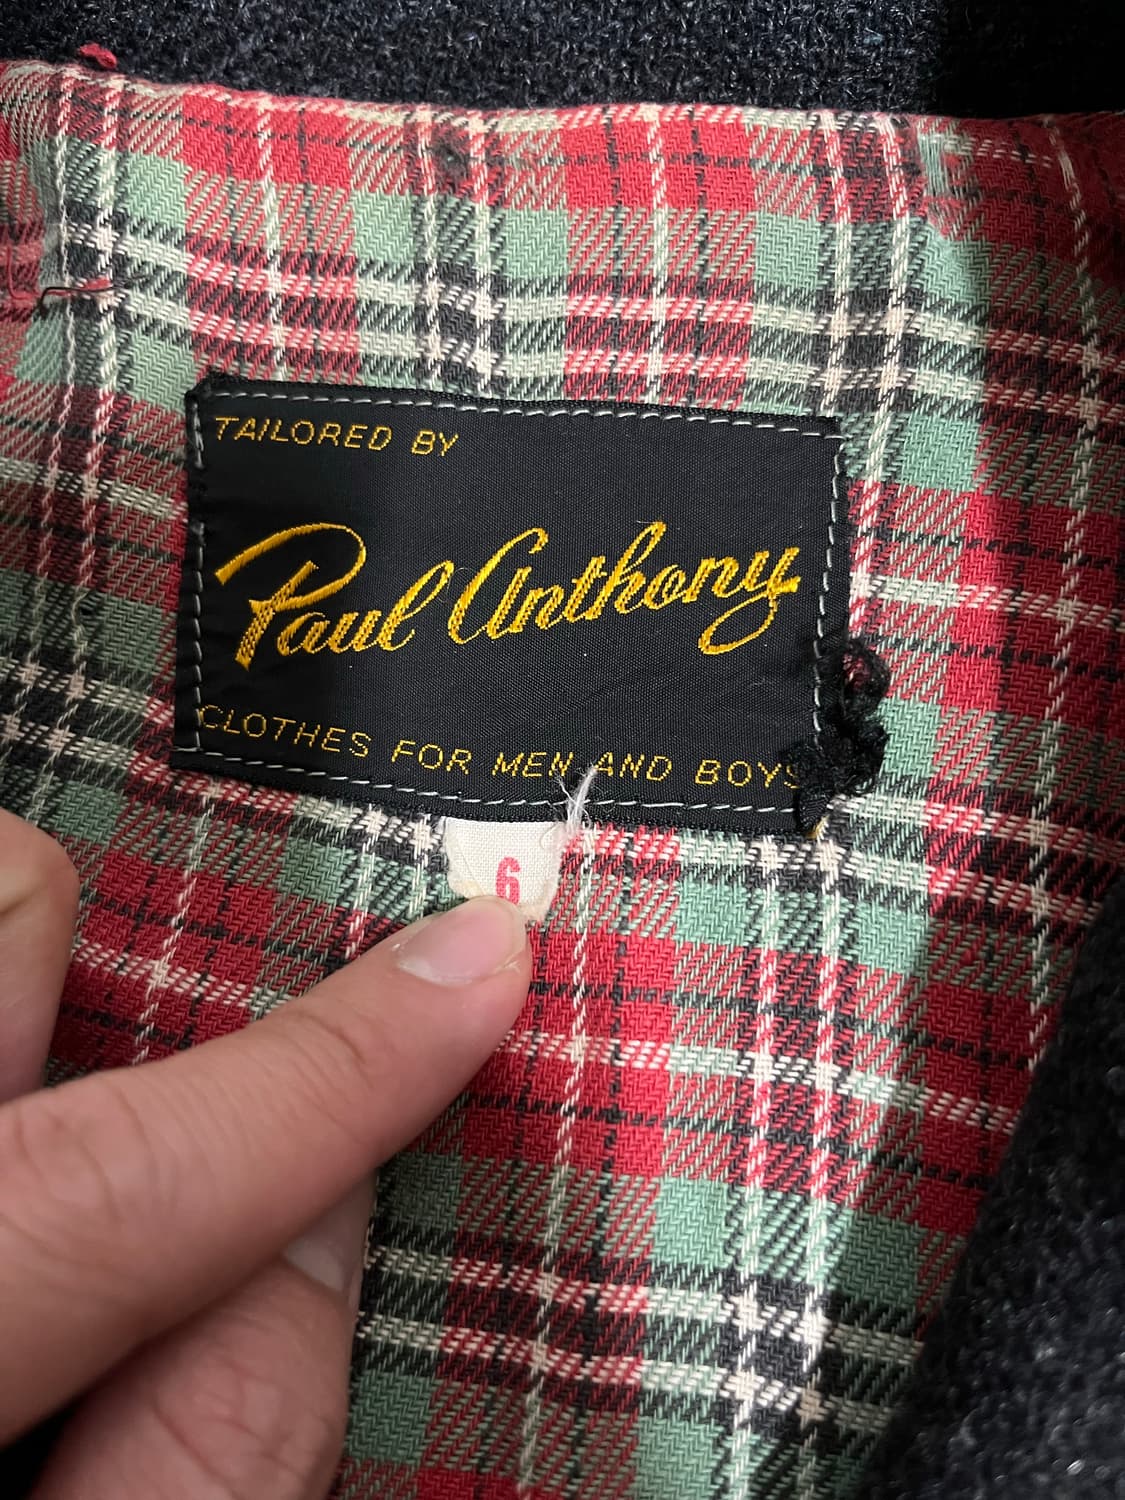 TAILORED BY
Paul Anthony
CLOTHES FOR MEN AND BOYS
6